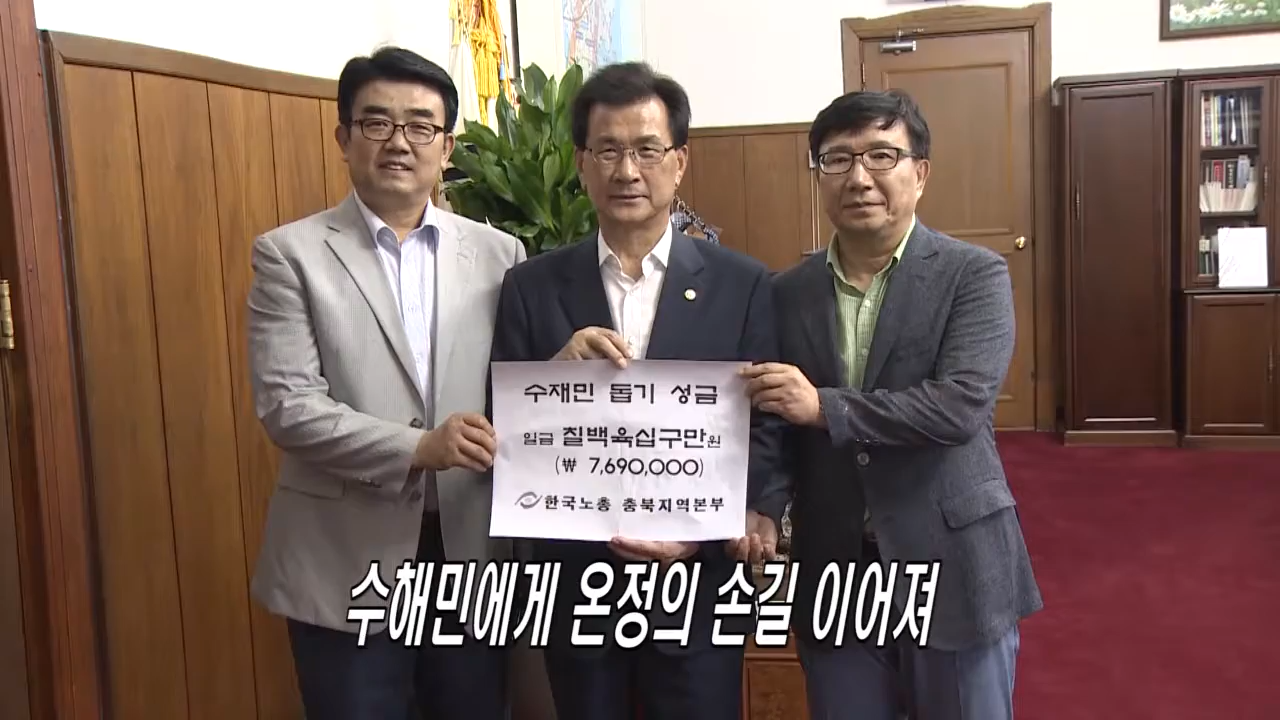 수재민 돕기 성금
일금 칠백육십구만원
(₩ 7,690,000)
한국노총 충북지역본부
수해민에게 온정의 손길 이어져